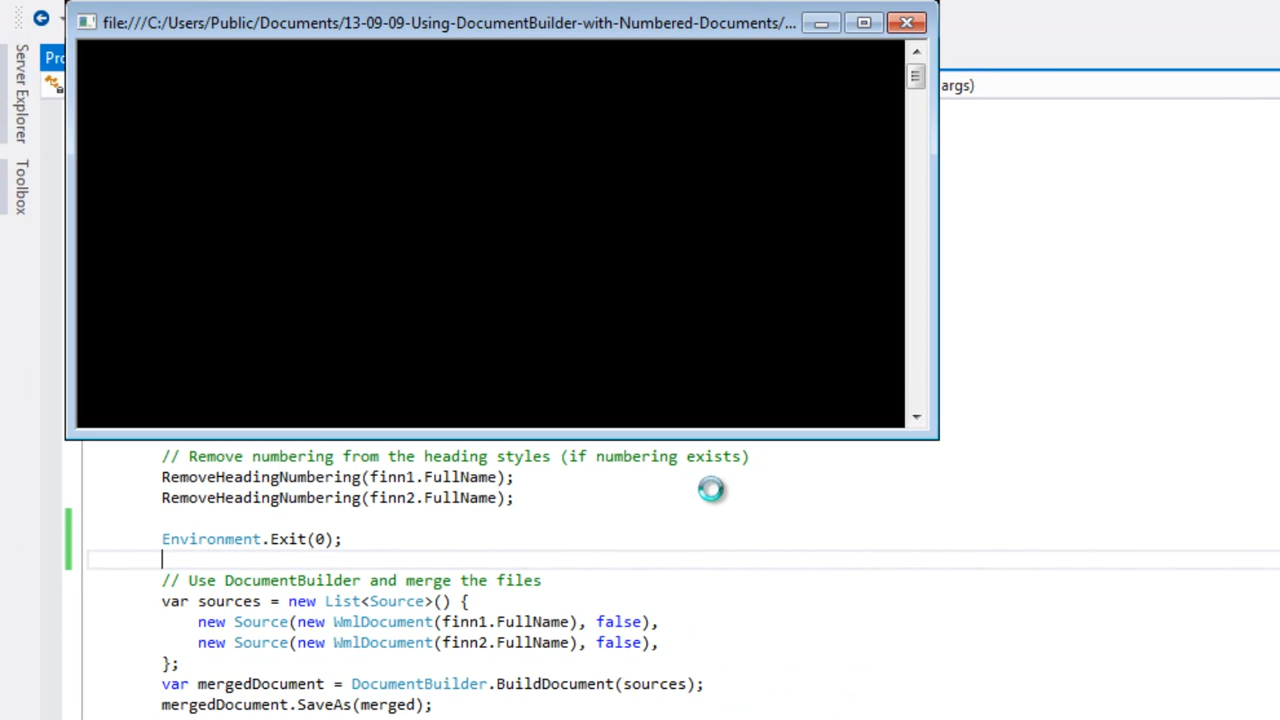 file:///C:/Users/Public/Documents/13-09-09-Using-DocumentBuilder-with-Numbered-Documents/...
Server Explorer
Toolbox
Pro
args)
// Remove numbering from the heading styles (if numbering exists)
RemoveHeadingNumbering(finn1.FullName);
RemoveHeadingNumbering(finn2.FullName);
Environment.Exit(0);
// Use DocumentBuilder and merge the files
var sources = new List<Source>() {
new Source(new WmlDocument(finn1.FullName), false),
new Source(new WmlDocument(finn2.FullName), false),
};
var mergedDocument = DocumentBuilder.BuildDocument(sources);
mergedDocument.SaveAs(merged);